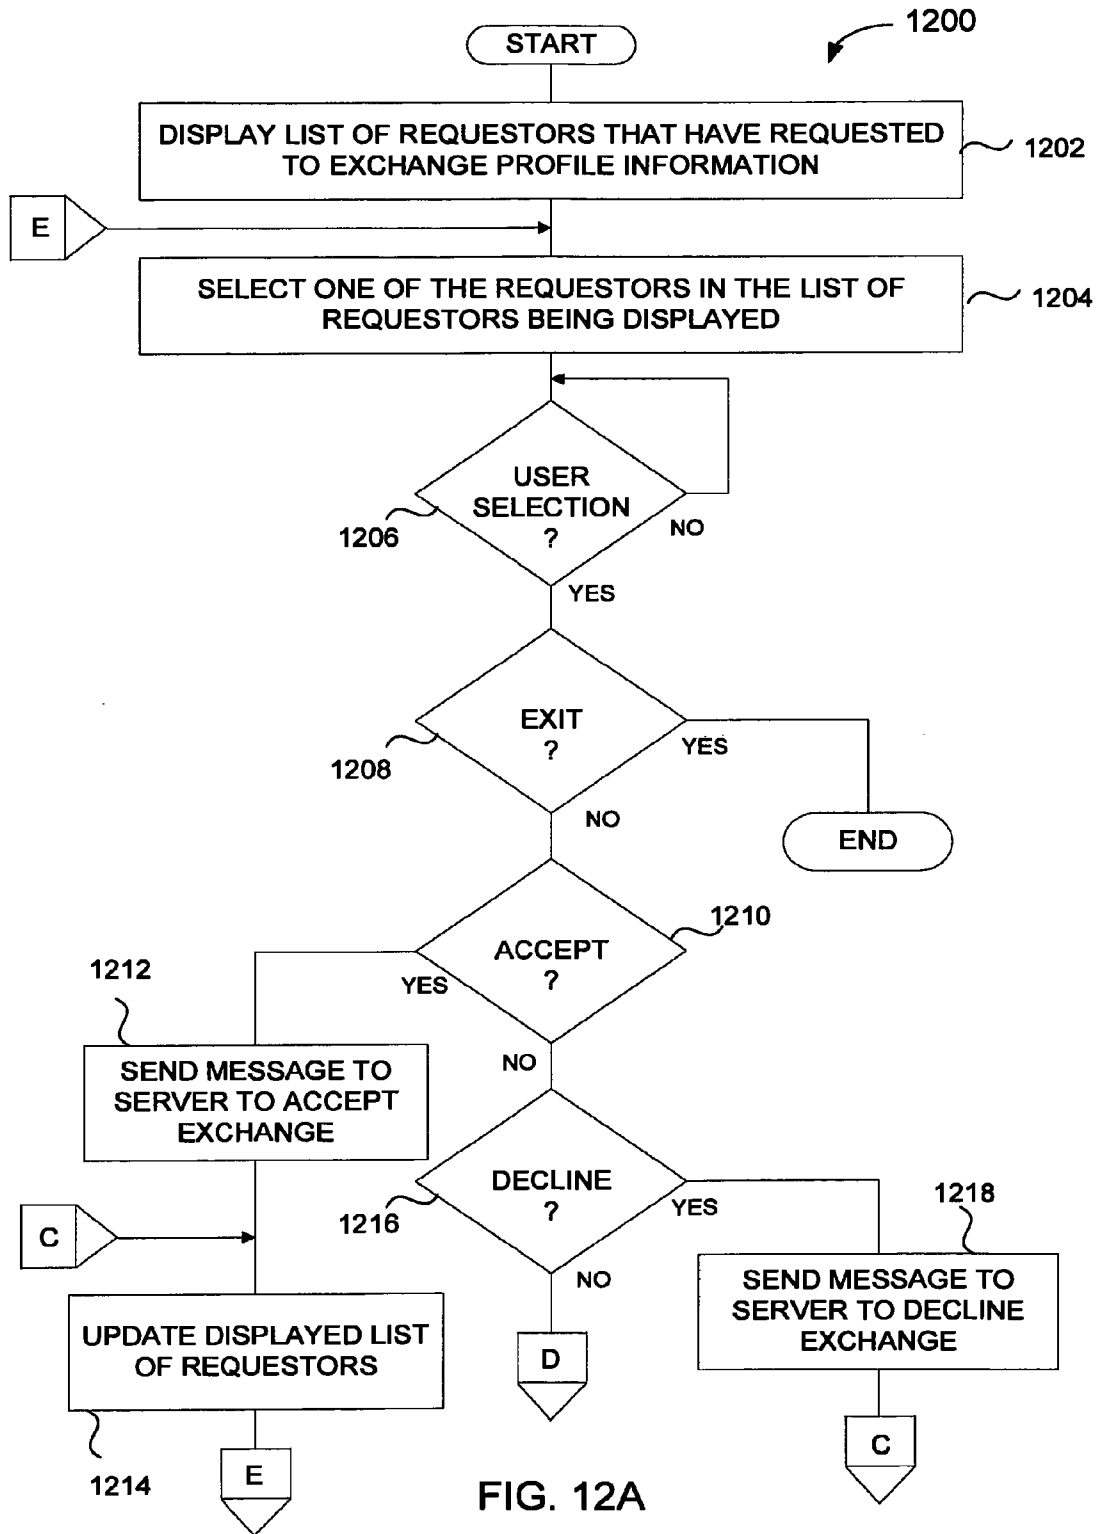 1200
START
DISPLAY LIST OF REQUESTORS THAT HAVE REQUESTED
TO EXCHANGE PROFILE INFORMATION
1202
E
SELECT ONE OF THE REQUESTORS IN THE LIST OF
REQUESTORS BEING DISPLAYED
1204
USER
SELECTION
?
1206
NO
YES
EXIT
?
1208
YES
NO
END
ACCEPT
?
1210
YES
NO
1212
SEND MESSAGE TO
SERVER TO ACCEPT
EXCHANGE
DECLINE
?
1216
YES
NO
1218
SEND MESSAGE TO
SERVER TO DECLINE
EXCHANGE
C
UPDATE DISPLAYED LIST
OF REQUESTORS
1214
D
C
E
FIG. 12A